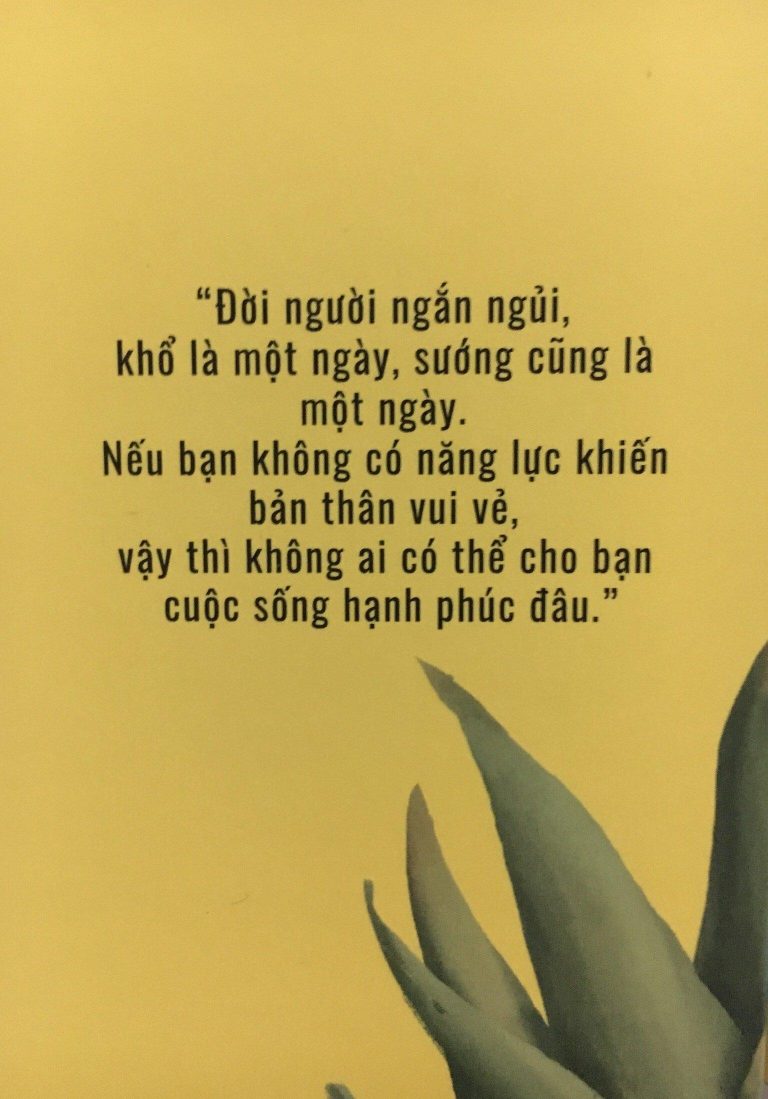 “Đời người ngắn ngủi,
khổ là một ngày, sướng cũng là
một ngày.
Nếu bạn không có năng lực khiến
bản thân vui vẻ,
vậy thì không ai có thể cho bạn
cuộc sống hạnh phúc đâu.”